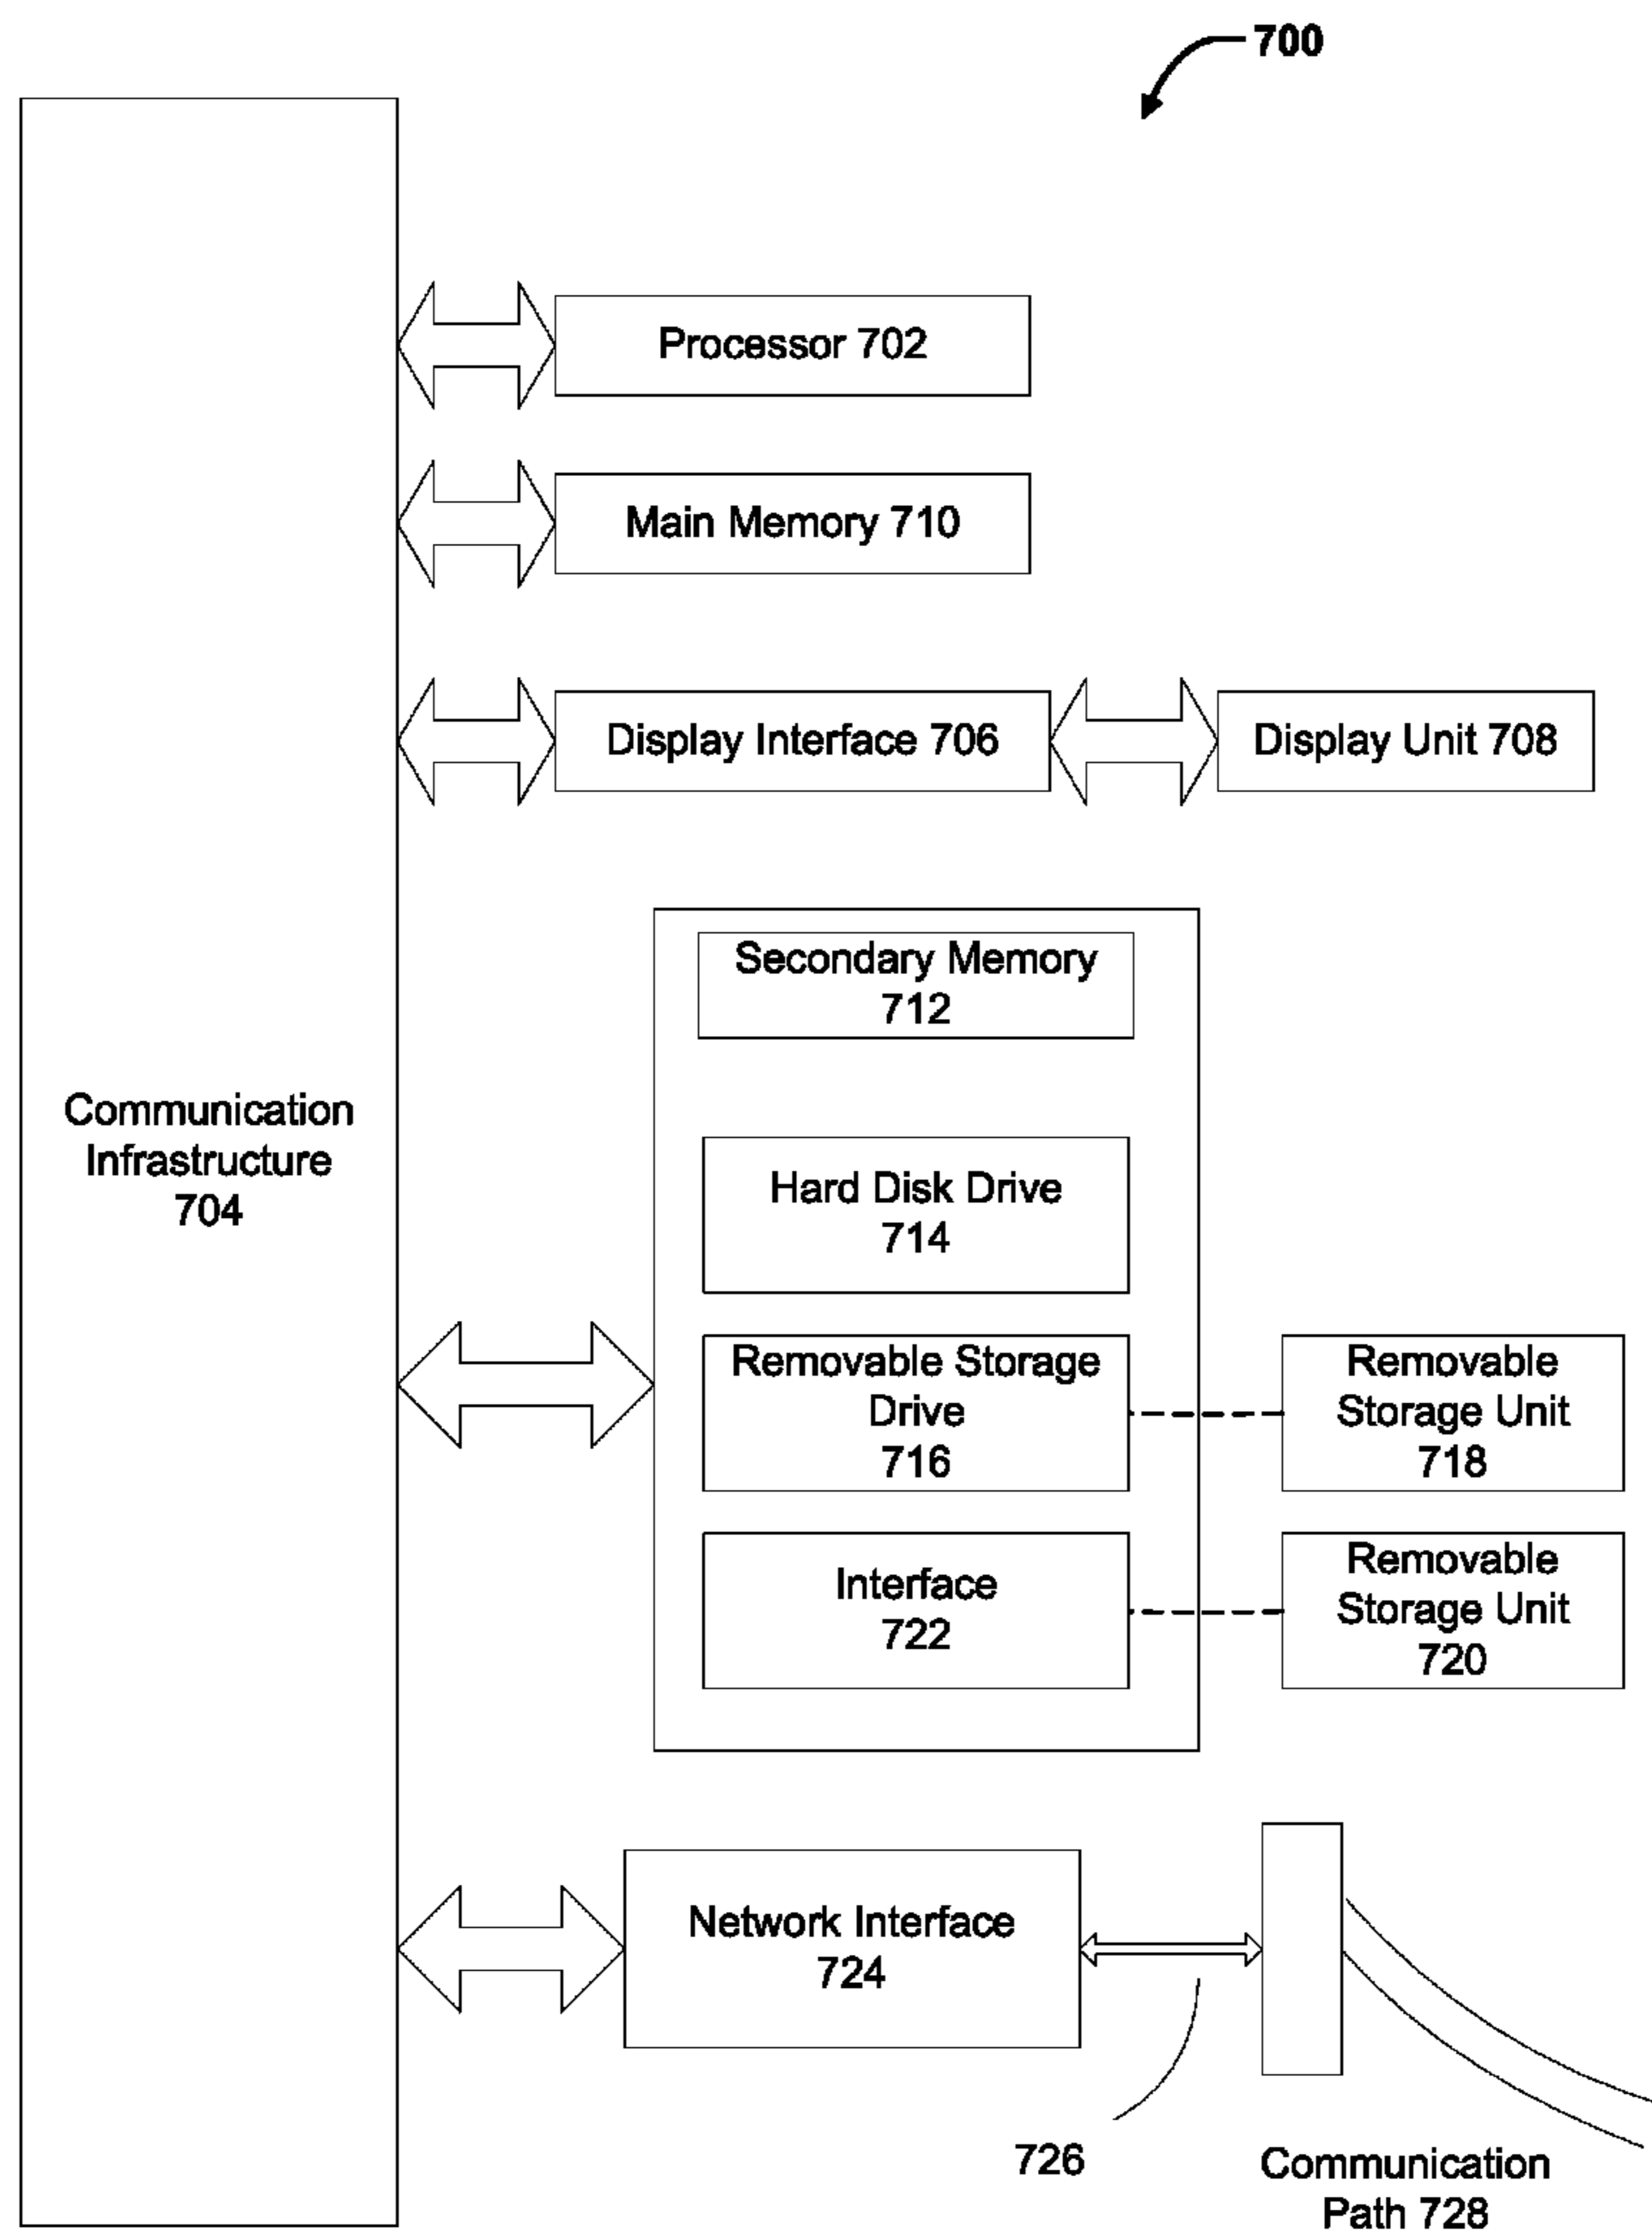 700
Processor 702
Main Memory 710
Display Interface 706
Display Unit 708
Secondary Memory
712
Communication
Infrastructure
704
Hard Disk Drive
714
Removable Storage
Drive
716
Removable
Storage Unit
718
Interface
722
Removable
Storage Unit
720
Network Interface
724
726
Communication
Path 728